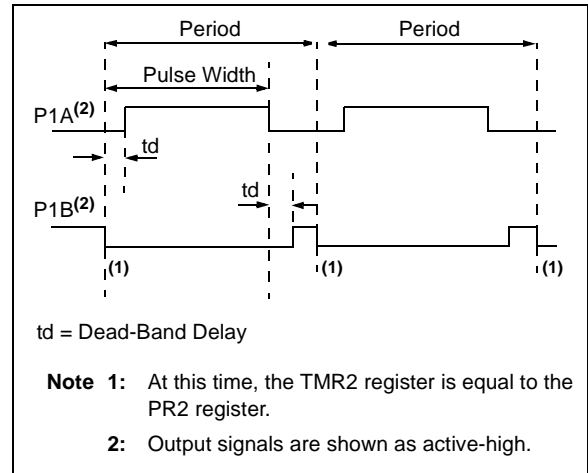 Period Period
Pulse Width
P1A(2)
td
td
P1B(2)
(1) (1) (1)
td = Dead-Band Delay
Note 1: At this time, the TMR2 register is equal to the
PR2 register.
2: Output signals are shown as active-high.